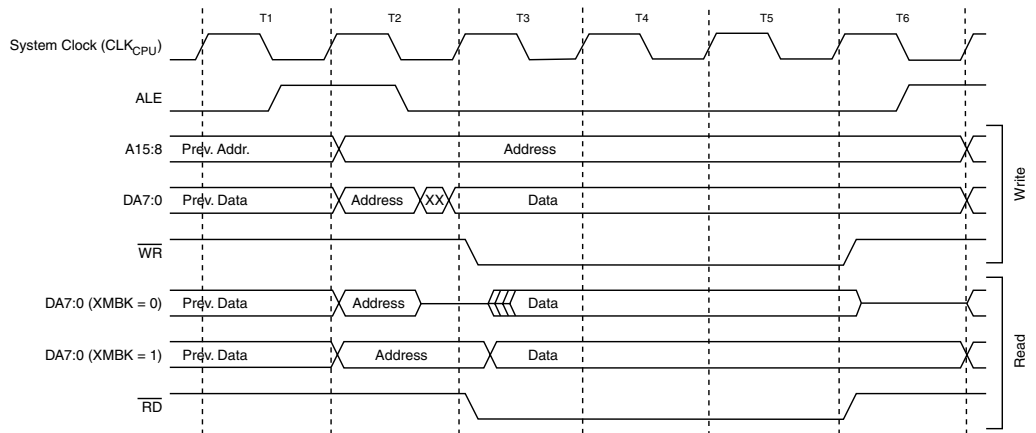 T1 T2 T3 T4 T5 T6
System Clock (CLKCPU)
ALE
A15:8 Prev. Addr. Address
DA7:0 Prev. Data Address XX Data
WR
DA7:0 (XMBK = 0) Prev. Data Address Data
DA7:0 (XMBK = 1) Prev. Data Address Data
RD
Write
Read